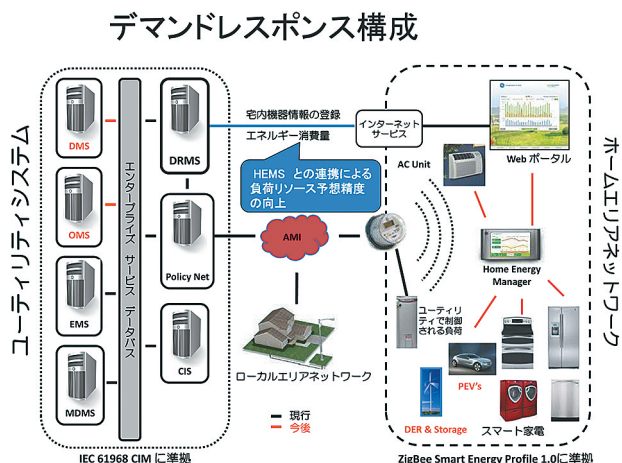 デマンドレスポンス構成
ユーティリティシステム
DMS
OMS
EMS
MDMS
エンタープライズ サービス データバス
DRMS
Policy Net
CIS
IEC 61968 CIM に準拠
宅内機器情報の登録
エネルギー消費量
インターネット
サービス
HEMS との連携による
負荷リソース予想精度
の向上
AMI
ローカルエリアネットワーク
現行
今後
Web ポータル
AC Unit
Home Energy
Manager
ユーティリ
ティで制御
される負荷
PEV's
DER & Storage
スマート家電
ホームエリアネットワーク
ZigBee Smart Energy Profile 1.0に準拠